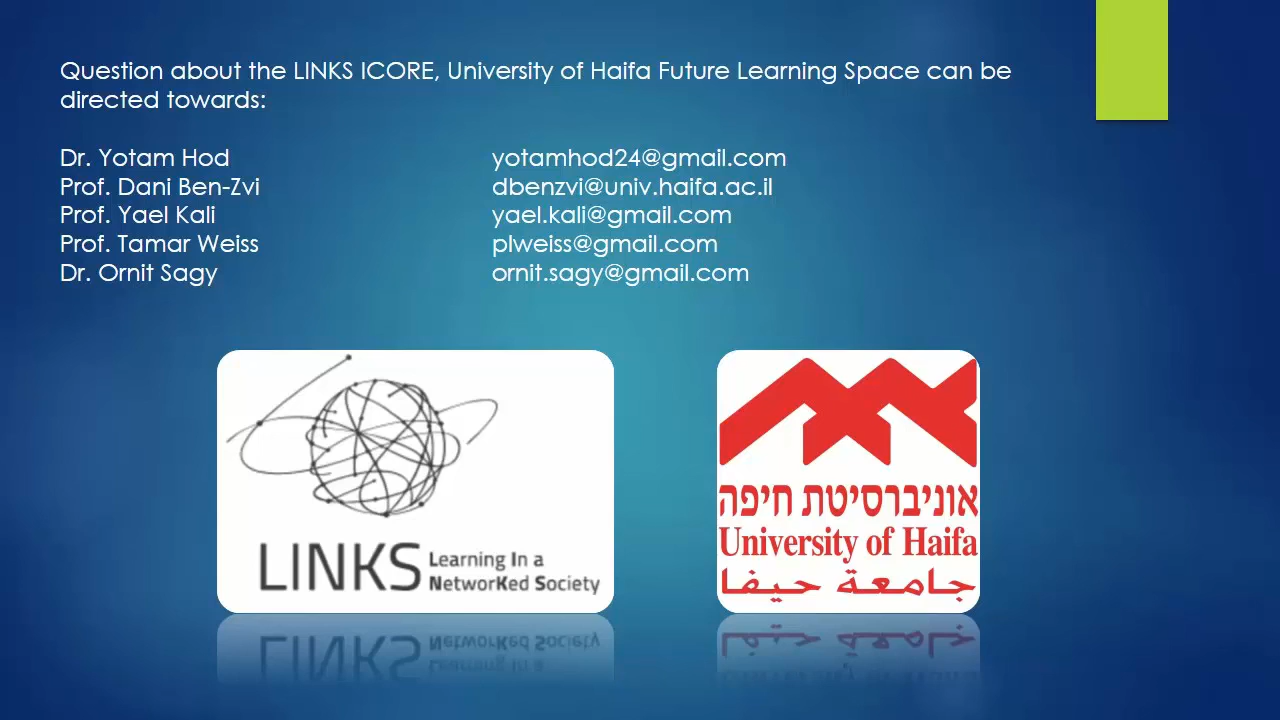 Question about the LINKS ICORE, University of Haifa Future Learning Space can be
directed towards:
Dr. Yotam Hod yotamhod24@gmail.com
Prof. Dani Ben-Zvi dbenzvi@univ.haifa.ac.il
Prof. Yael Kali yael.kali@gmail.com
Prof. Tamar Weiss plweiss@gmail.com
Dr. Ornit Sagy ornit.sagy@gmail.com
LINKS Learning In a
NetworKed Society
אוניברסיטת חיפה
University of Haifa
جامعة حيفا